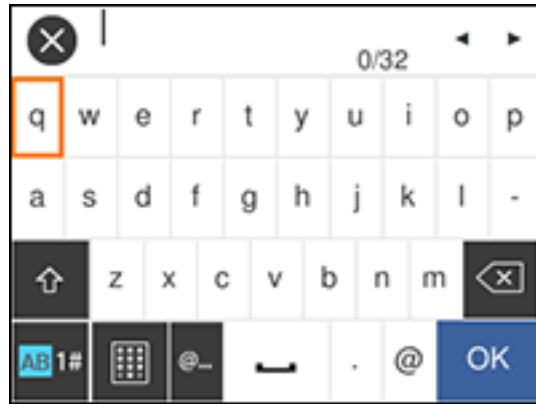 0/32
q w e r t y u i o p
a s d f g h j k l -
z x c v b n m
AB 1# @... . @ OK